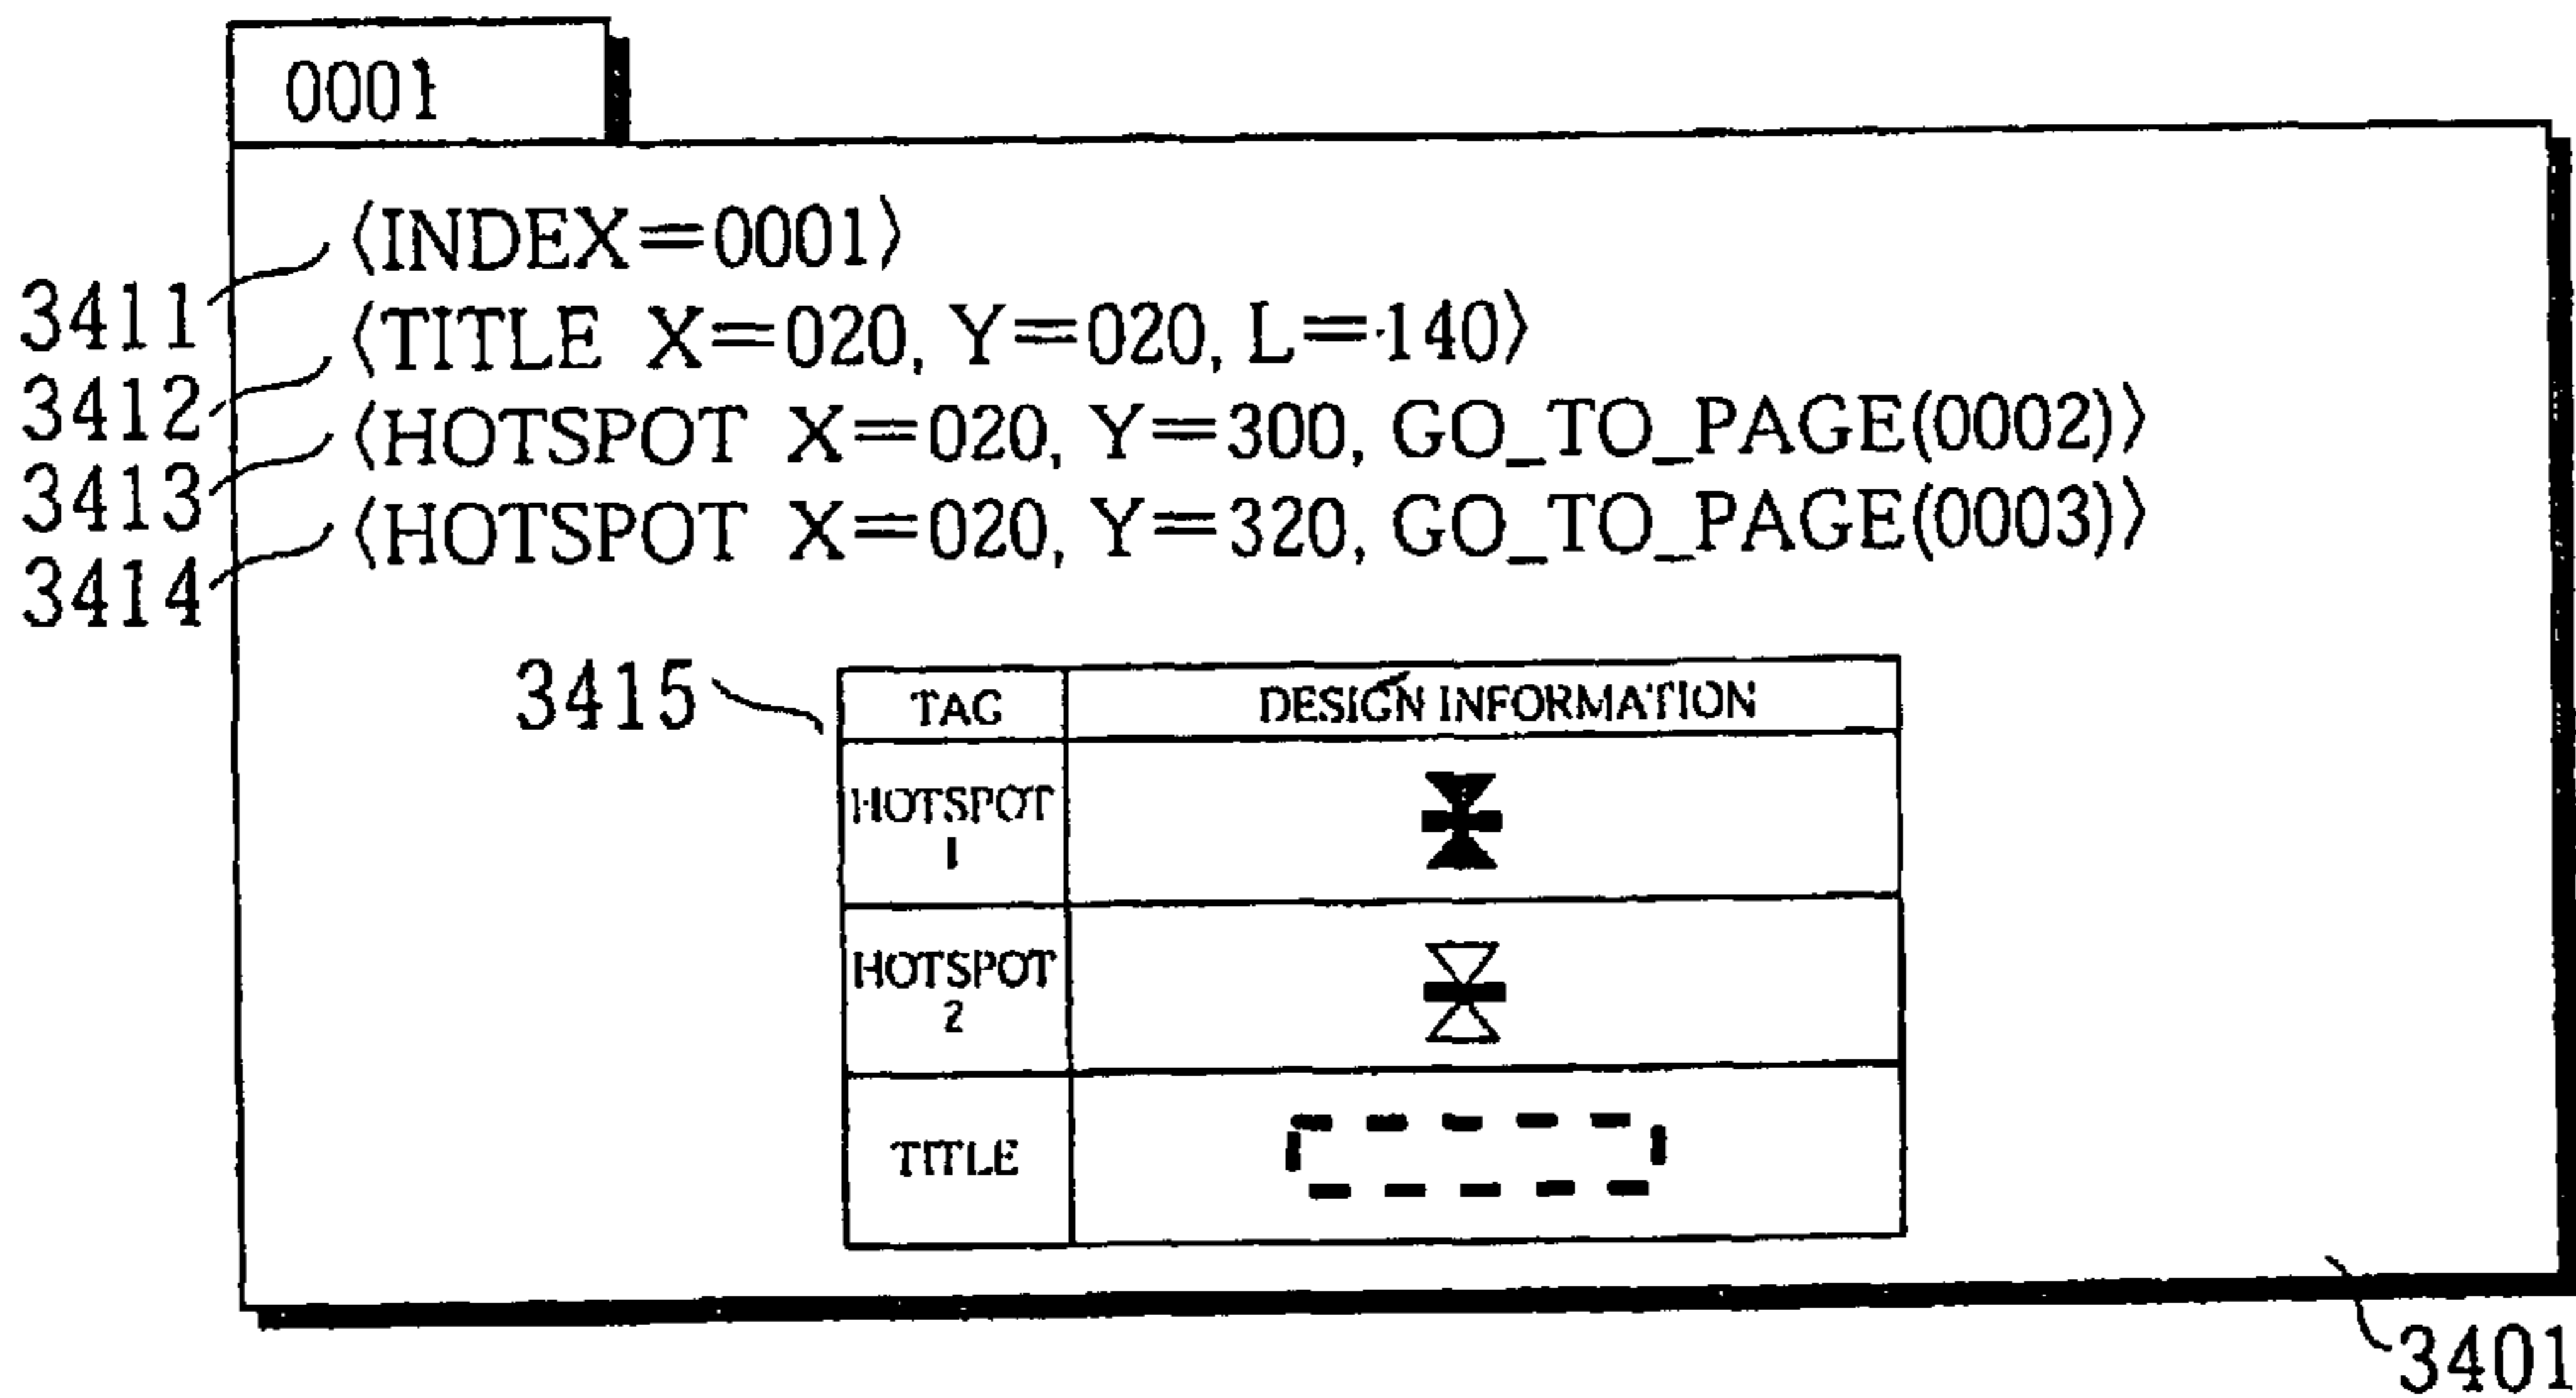 0001
3411 〈INDEX=0001〉
3412 〈TITLE X=020, Y=020, L=140〉
3413 〈HOTSPOT X=020, Y=300, GO_TO_PAGE(0002)〉
3414 〈HOTSPOT X=020, Y=320, GO_TO_PAGE(0003)〉
3415
TAG DESIGN INFORMATION
HOTSPOT
1
HOTSPOT
2
TITLE
3401